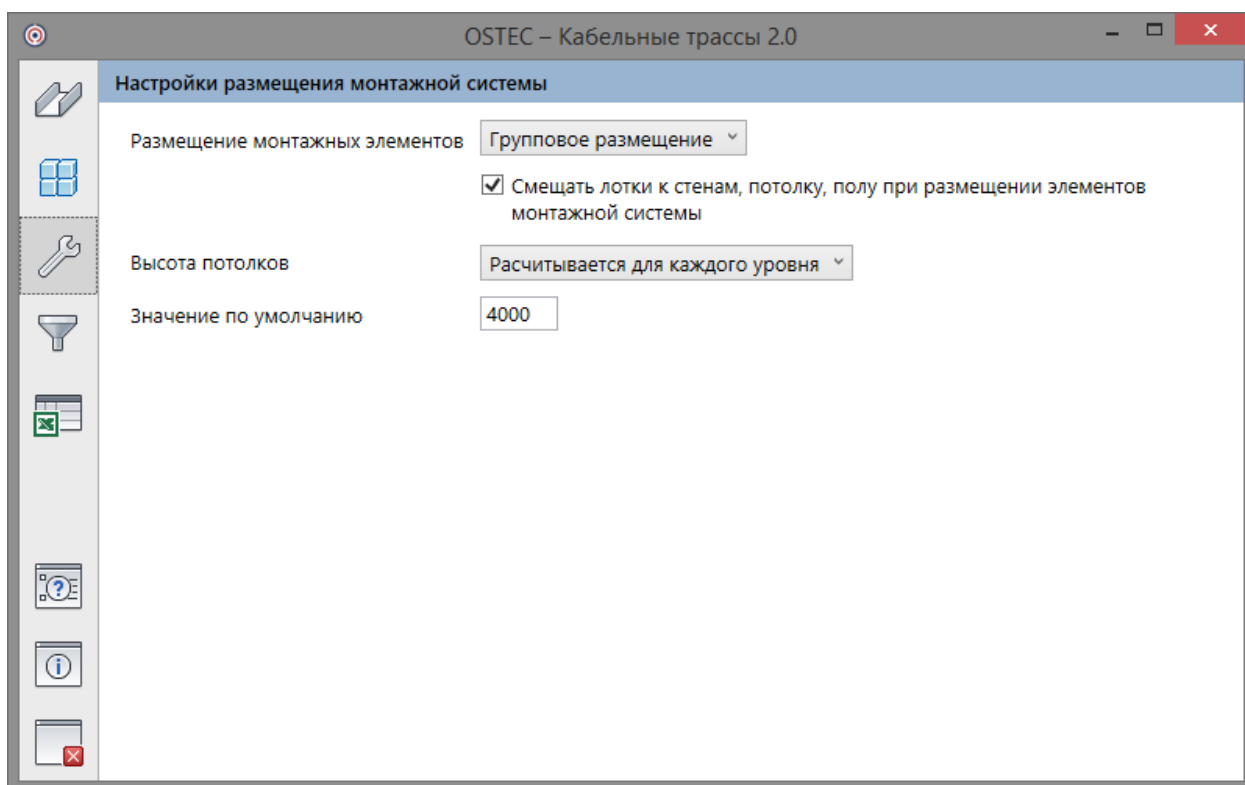 OSTEC – Кабельные трассы 2.0
Настройки размещения монтажной системы
Размещение монтажных элементов
Групповое размещение
Смещать лотки к стенам, потолку, полу при размещении элементов
монтажной системы
Высота потолков
Расчитывается для каждого уровня
Значение по умолчанию
4000